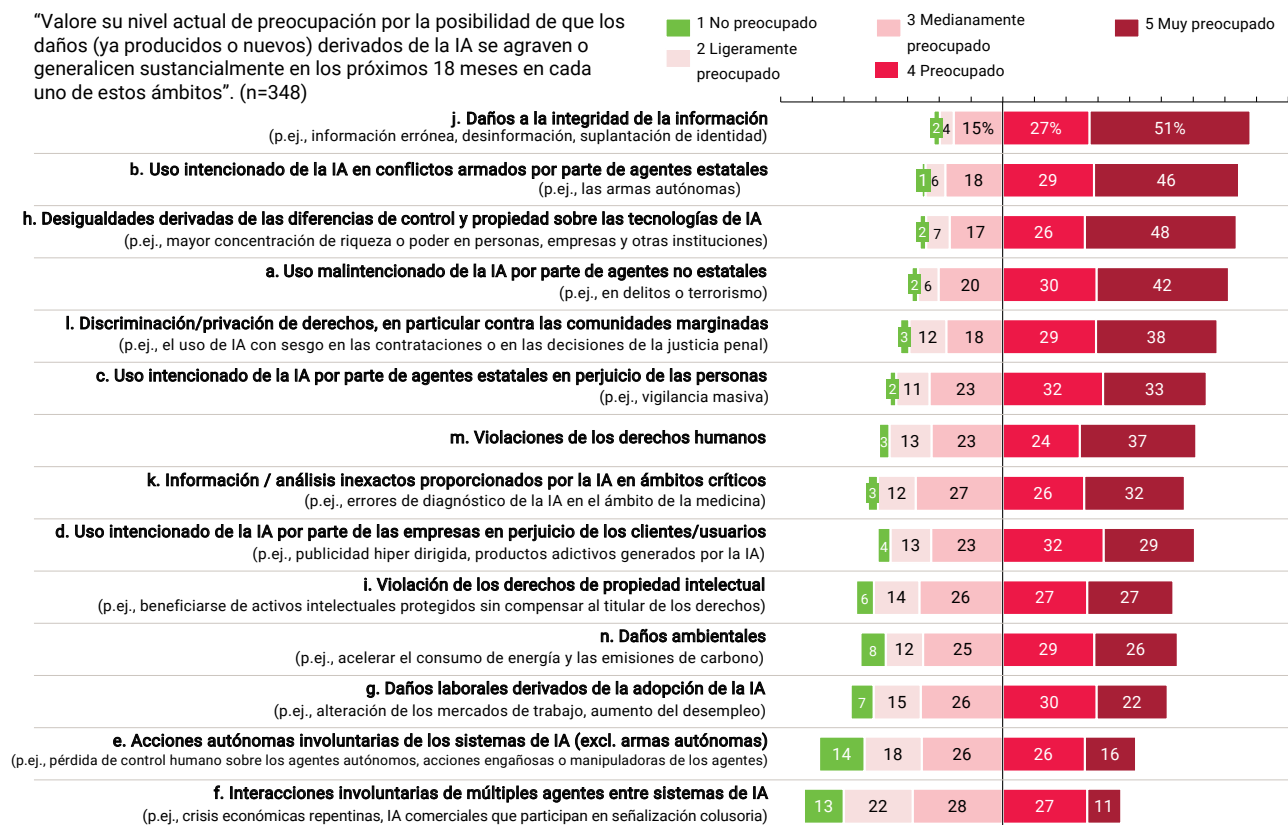 “Valore su nivel actual de preocupación por la posibilidad de que los
daños (ya producidos o nuevos) derivados de la IA se agraven o
generalicen sustancialmente en los próximos 18 meses en cada
uno de estos ámbitos”. (n=348)
1 No preocupado
2 Ligeramente
preocupado
3 Medianamente
preocupado
4 Preocupado
5 Muy preocupado
j. Daños a la integridad de la información
(p.ej., información errónea, desinformación, suplantación de identidad)
2 4 15% 27% 51%
b. Uso intencionado de la IA en conflictos armados por parte de agentes estatales
(p.ej., las armas autónomas)
1 6 18 29 46
h. Desigualdades derivadas de las diferencias de control y propiedad sobre las tecnologías de IA
(p.ej., mayor concentración de riqueza o poder en personas, empresas y otras instituciones)
2 7 17 26 48
a. Uso malintencionado de la IA por parte de agentes no estatales
(p.ej., en delitos o terrorismo)
2 6 20 30 42
l. Discriminación/privación de derechos, en particular contra las comunidades marginadas
(p.ej., el uso de IA con sesgo en las contrataciones o en las decisiones de la justicia penal)
3 12 18 29 38
c. Uso intencionado de la IA por parte de agentes estatales en perjuicio de las personas
(p.ej., vigilancia masiva)
2 11 23 32 33
m. Violaciones de los derechos humanos
3 13 23 24 37
k. Información / análisis inexactos proporcionados por la IA en ámbitos críticos
(p.ej., errores de diagnóstico de la IA en el ámbito de la medicina)
3 12 27 26 32
d. Uso intencionado de la IA por parte de las empresas en perjuicio de los clientes/usuarios
(p.ej., publicidad hiper dirigida, productos adictivos generados por la IA)
4 13 23 32 29
i. Violación de los derechos de propiedad intelectual
(p.ej., beneficiarse de activos intelectuales protegidos sin compensar al titular de los derechos)
6 14 26 27 27
n. Daños ambientales
(p.ej., acelerar el consumo de energía y las emisiones de carbono)
8 12 25 29 26
g. Daños laborales derivados de la adopción de la IA
(p.ej., alteración de los mercados de trabajo, aumento del desempleo)
7 15 26 30 22
e. Acciones autónomas involuntarias de los sistemas de IA (excl. armas autónomas)
(p.ej., pérdida de control humano sobre los agentes autónomos, acciones engañosas o manipuladoras de los agentes)
14 18 26 26 16
f. Interacciones involuntarias de múltiples agentes entre sistemas de IA
(p.ej., crisis económicas repentinas, IA comerciales que participan en señalización colusoria)
13 22 28 27 11